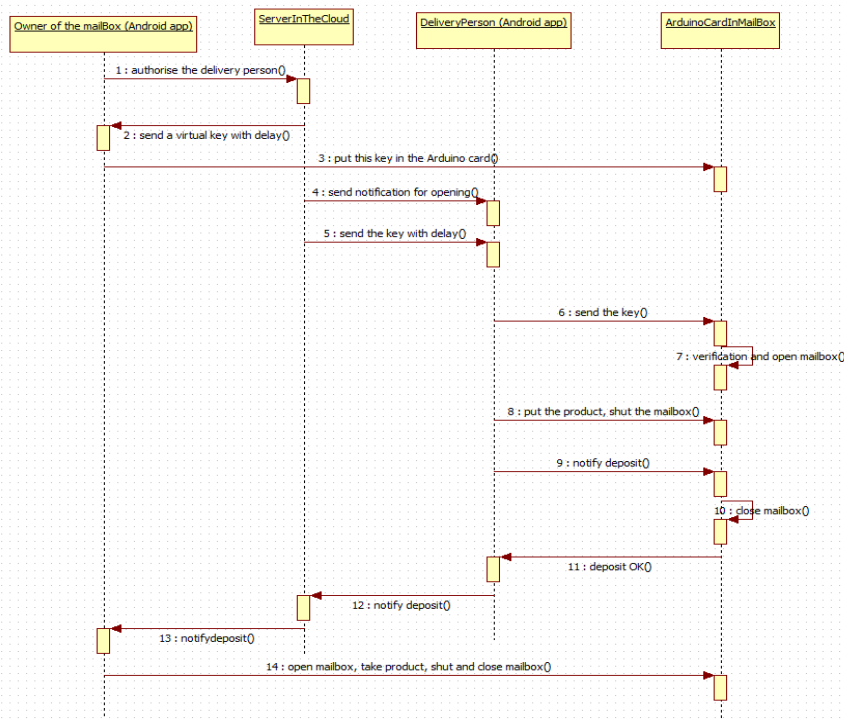 Owner of the mailBox (Android app)
ServerInTheCloud
DeliveryPerson (Android app)
ArduinoCardInMailBox
1 : authorise the delivery person()
2 : send a virtual key with delay()
3 : put this key in the Arduino card()
4 : send notification for opening()
5 : send the key with delay()
6 : send the key()
7 : verification and open mailbox()
8 : put the product, shut the mailbox()
9 : notify deposit()
10 : close mailbox()
11 : deposit OK()
12 : notify deposit()
13 : notifydeposit()
14 : open mailbox, take product, shut and close mailbox()